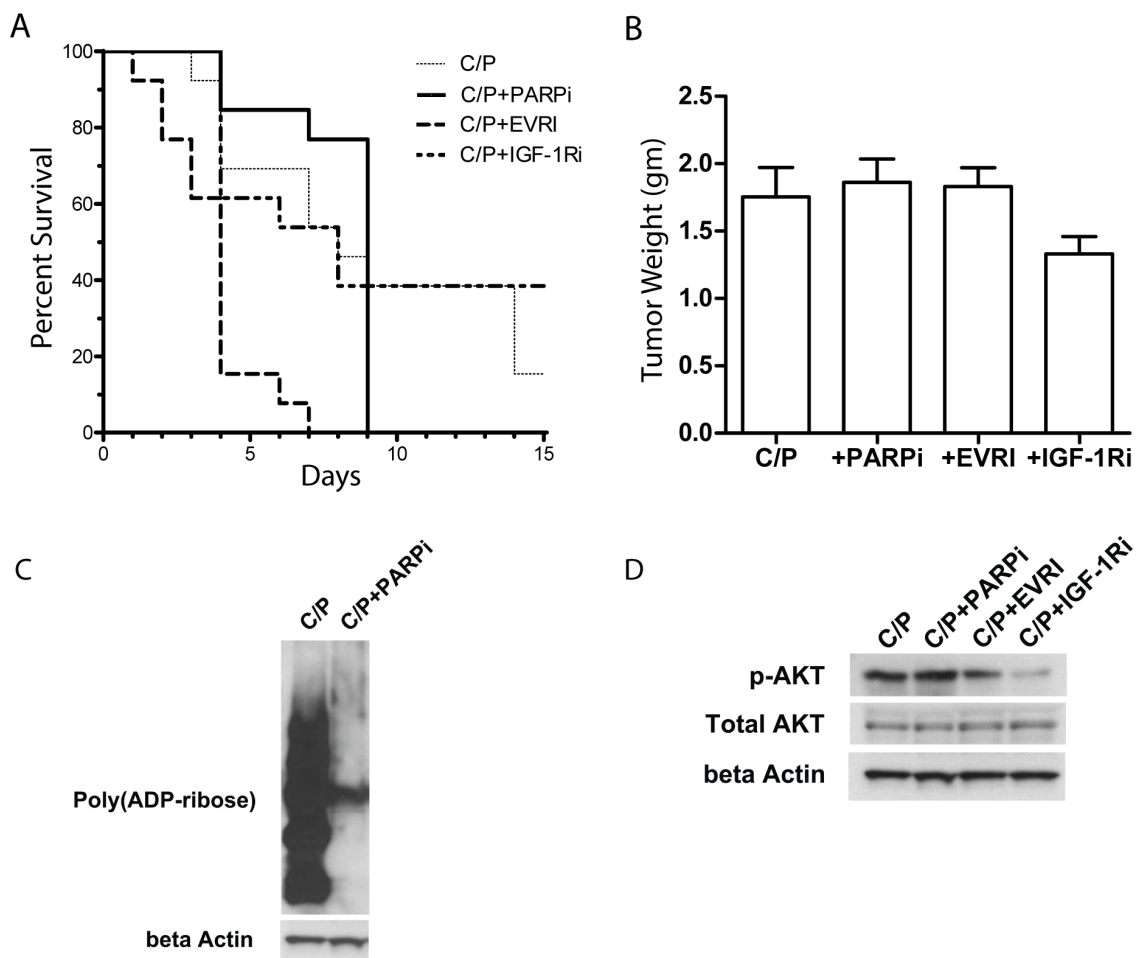 A
100
80
60
40
20
0
Percent Survival
0 5 10 15
Days
C/P
C/P+PARPi
C/P+EVRI
C/P+IGF-1Ri
B
2.5
2.0
1.5
1.0
0.5
0.0
Tumor Weight (gm)
C/P +PARPi +EVRI +IGF-1Ri
C
C/P C/P+PARPi
Poly(ADP-ribose)
beta Actin
D
C/P C/P+PARPi C/P+EVRI C/P+IGF-1Ri
p-AKT
Total AKT
beta Actin